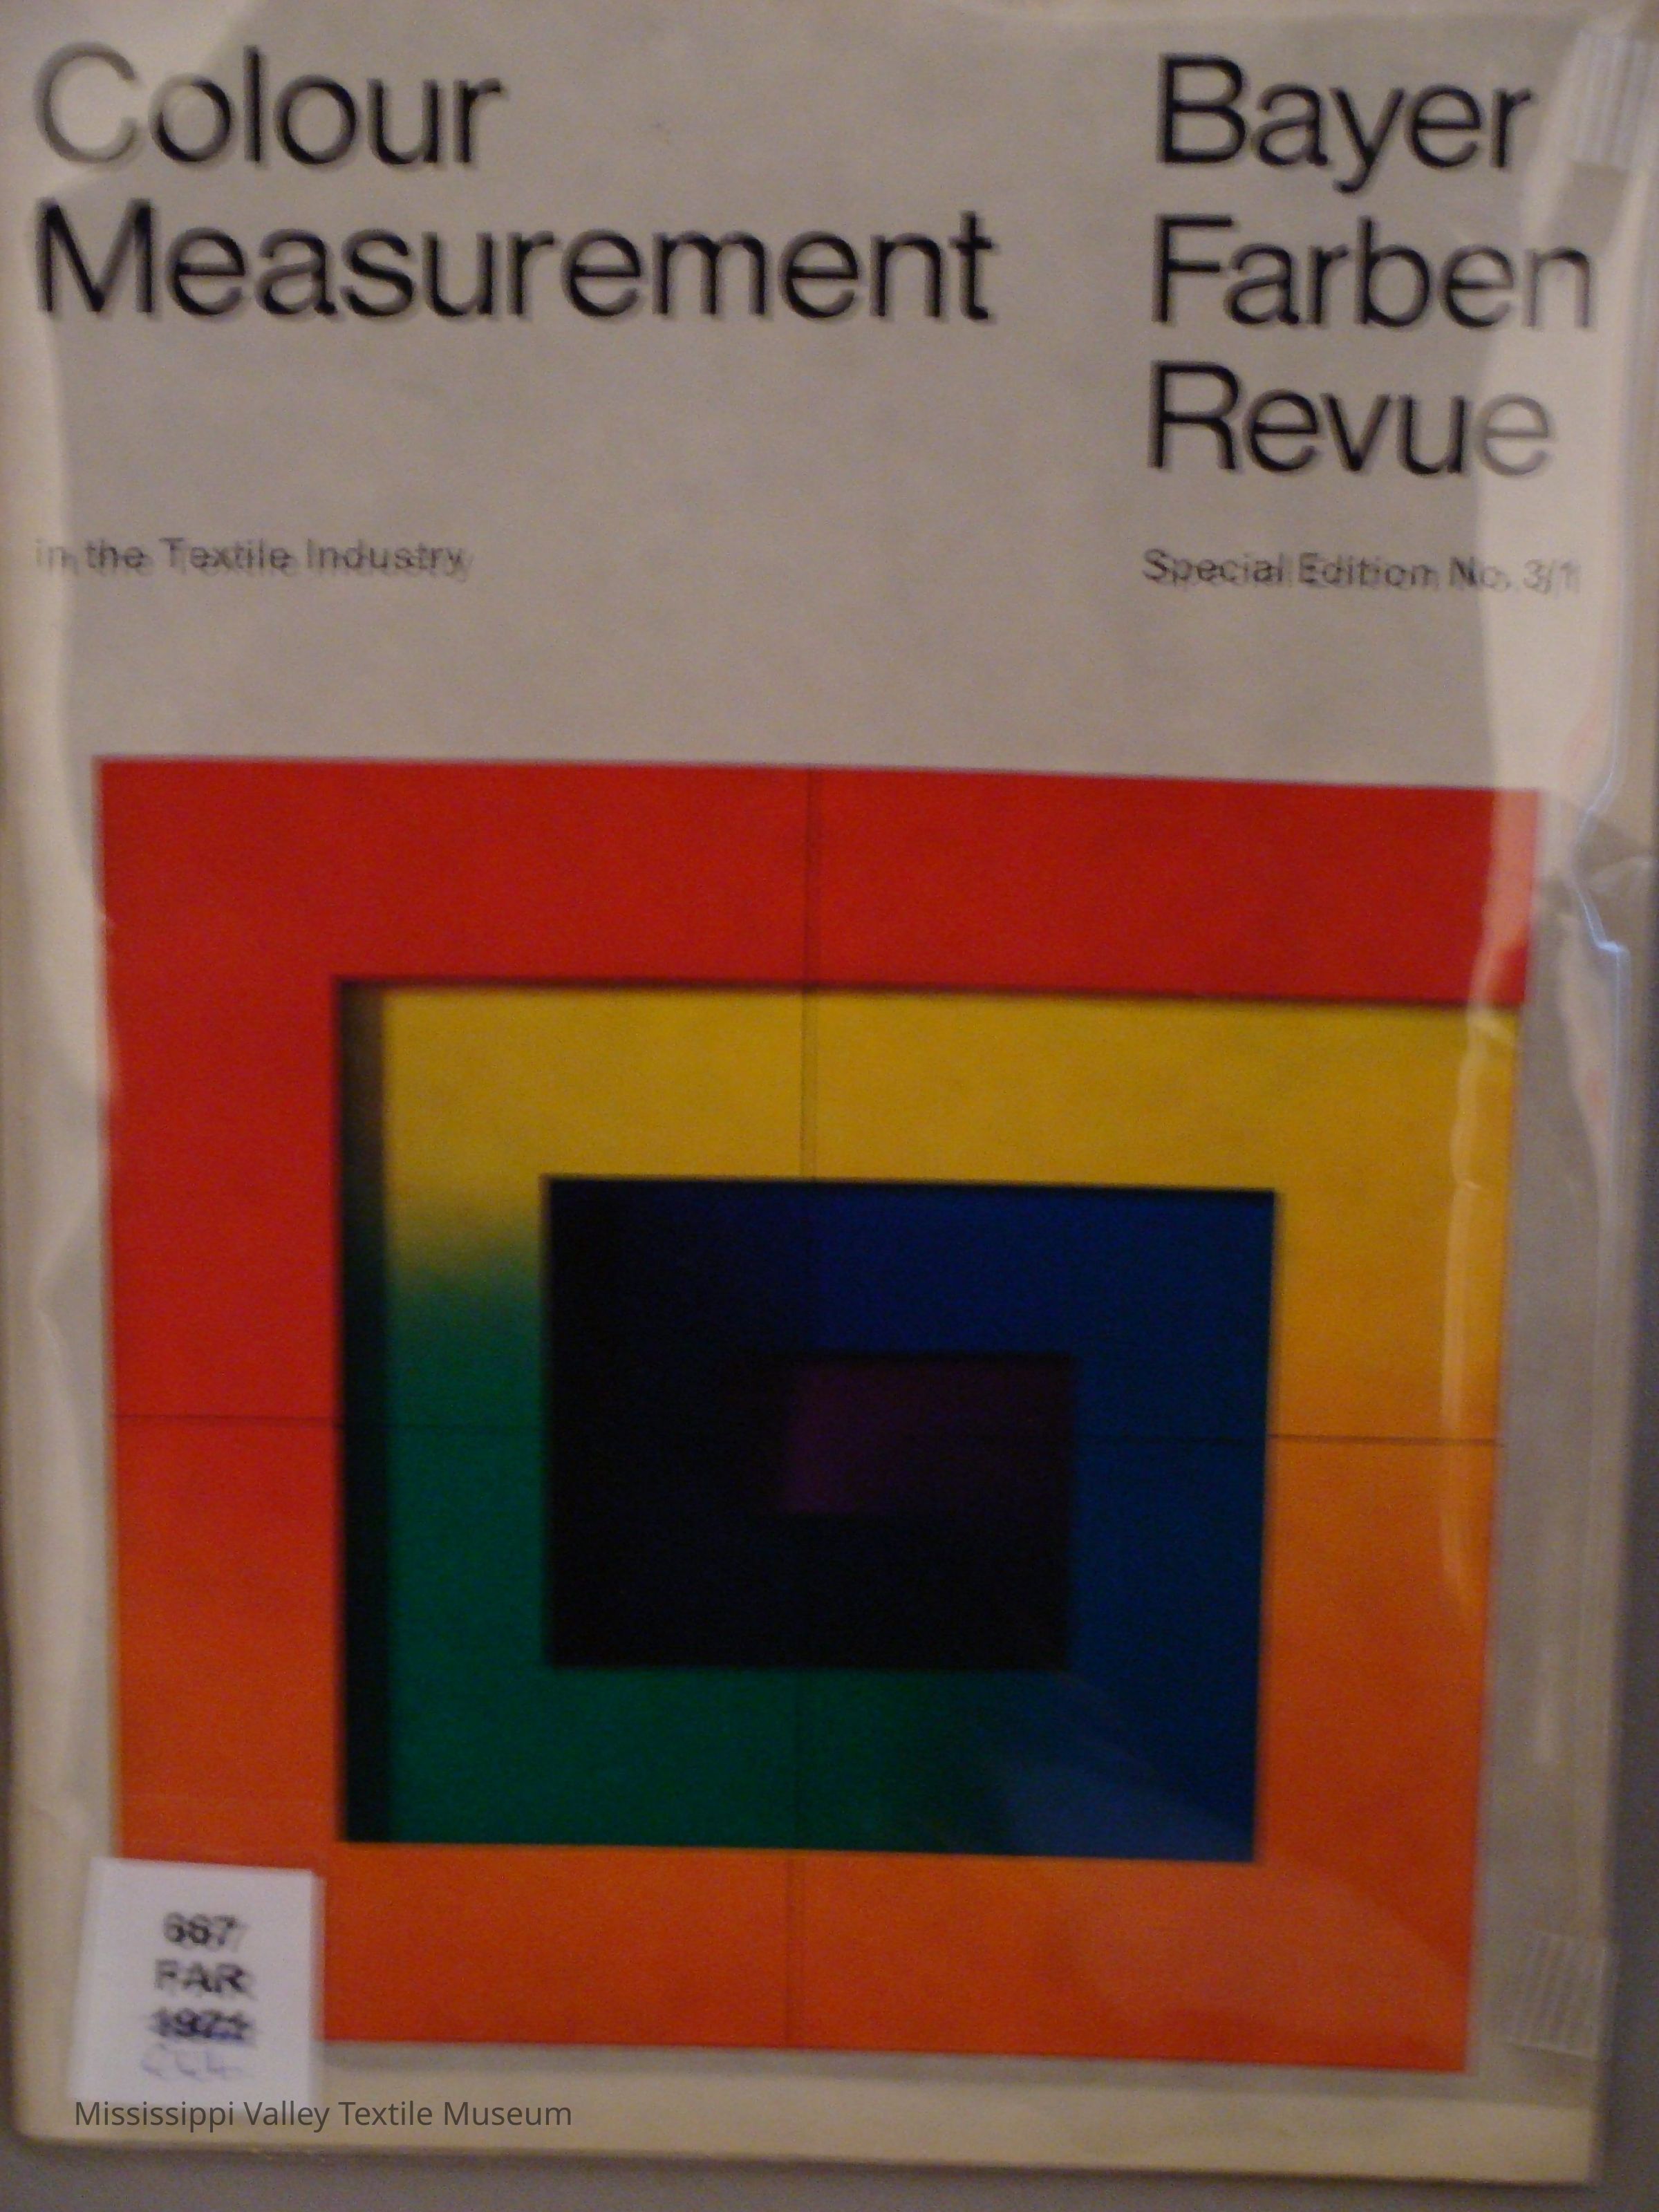 Colour
Measurement
in the Textile Industry
Bayer
Farben
Revue
Special Edition No. 3/1
667
FAR
Mississippi Valley Textile Museum